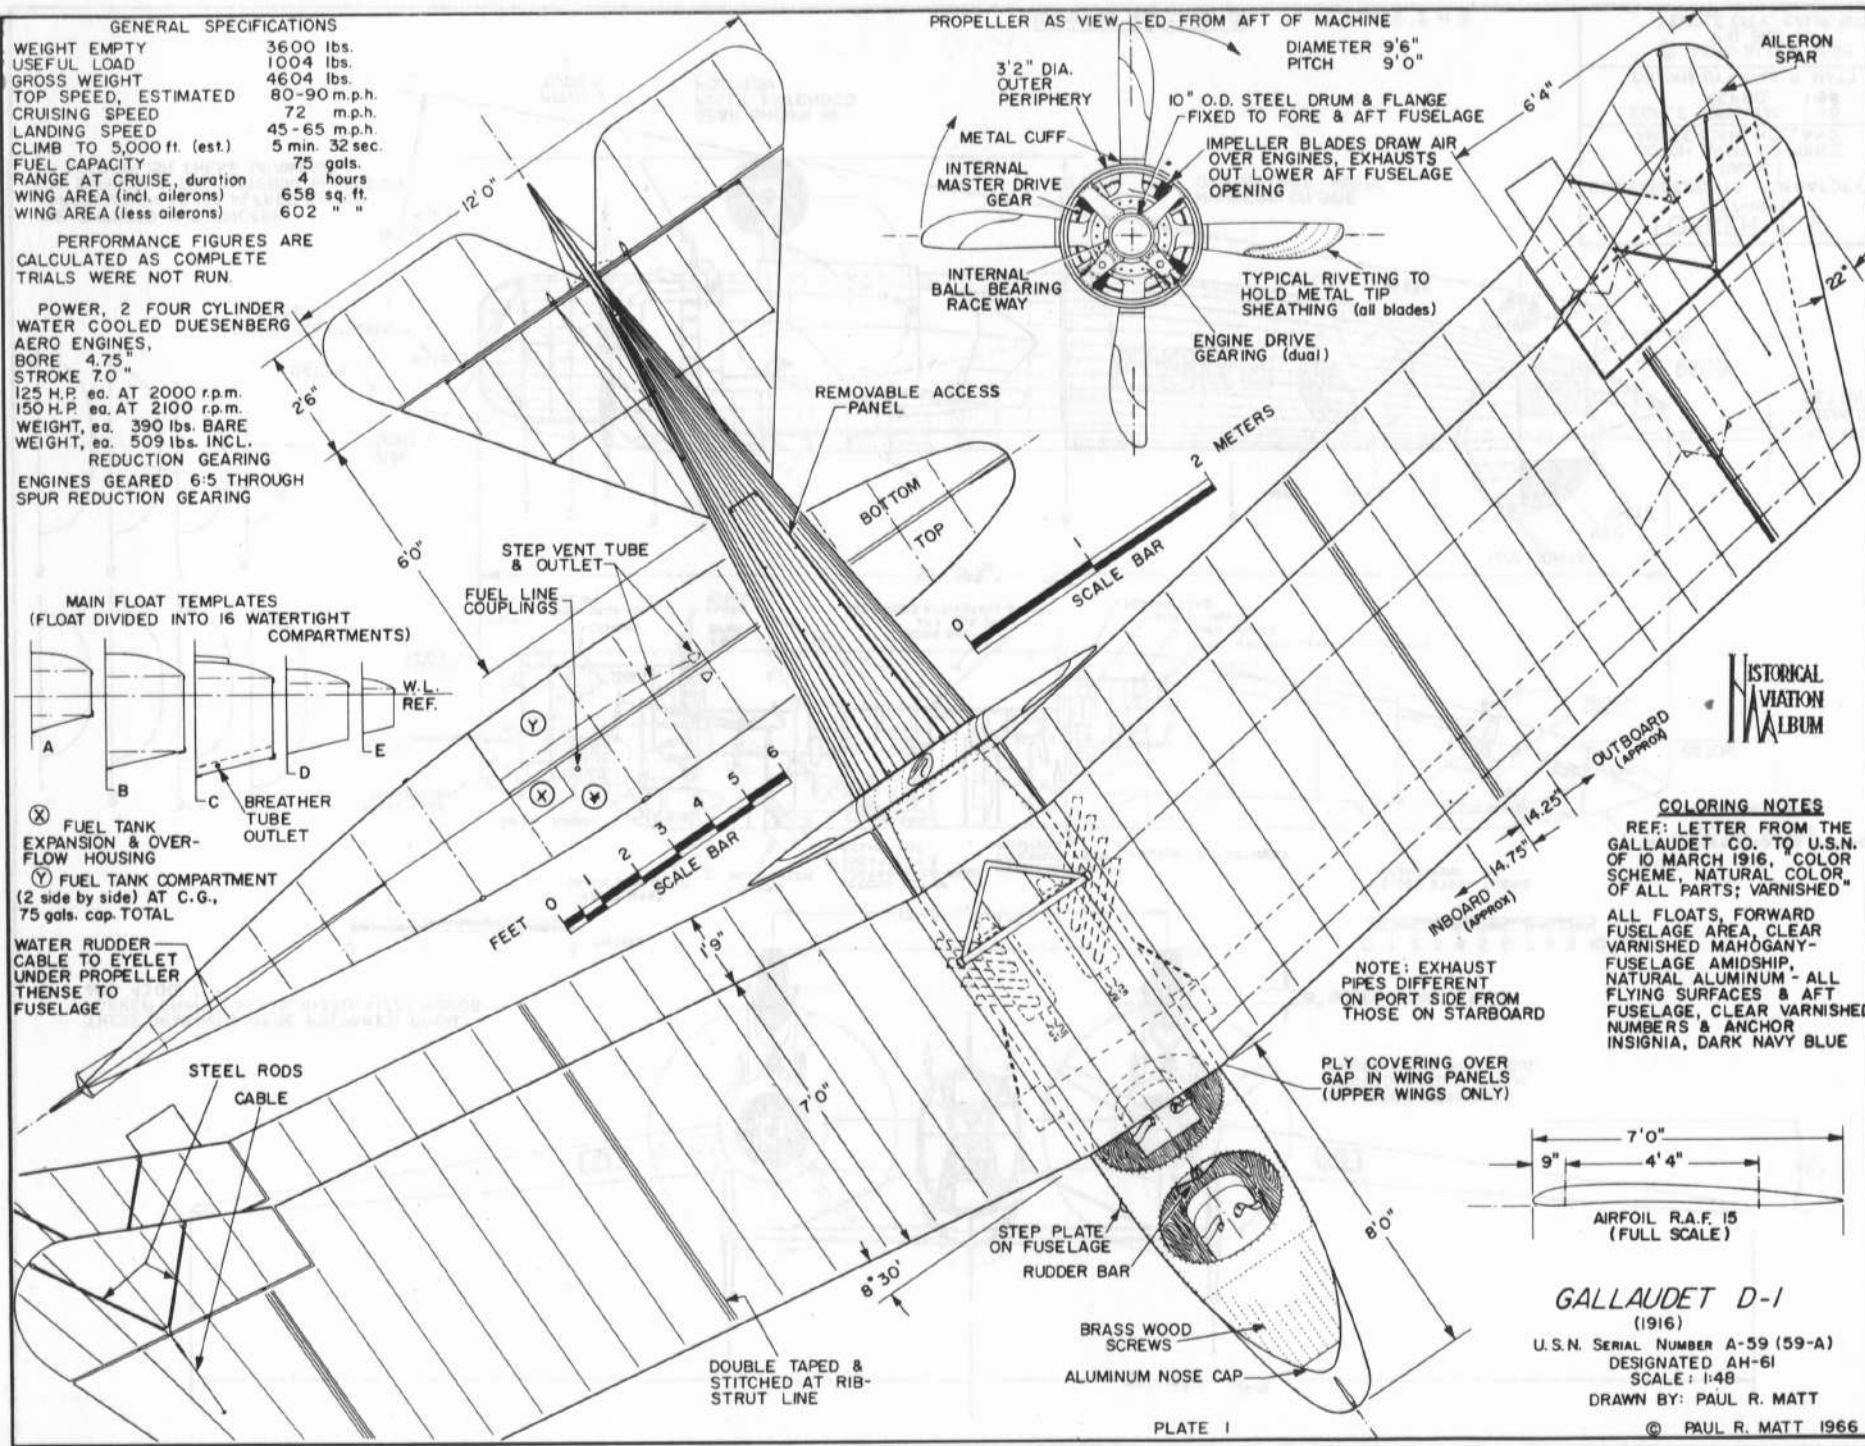 GENERAL SPECIFICATIONS
WEIGHT EMPTY 3600 lbs.
USEFUL LOAD 1004 lbs.
GROSS WEIGHT 4604 lbs.
TOP SPEED, ESTIMATED 80-90 m.p.h.
CRUISING SPEED 72 m.p.h.
LANDING SPEED 45-65 m.p.h.
CLIMB TO 5,000 ft. (est.) 5 min. 32 sec.
FUEL CAPACITY 75 gals.
RANGE AT CRUISE, duration 4 hours
WING AREA (incl. ailerons) 658 sq. ft.
WING AREA (less ailerons) 602 " "
PERFORMANCE FIGURES ARE
CALCULATED AS COMPLETE
TRIALS WERE NOT RUN.
POWER, 2 FOUR CYLINDER
WATER COOLED DUESENBERG
AERO ENGINES,
BORE 4.75"
STROKE 7.0"
125 H.P. ea. AT 2000 r.p.m.
150 H.P. ea. AT 2100 r.p.m.
WEIGHT, ea. 390 lbs. BARE
WEIGHT, ea. 509 lbs. INCL.
REDUCTION GEARING
ENGINES GEARED 6:5 THROUGH
SPUR REDUCTION GEARING
12'0"
2'6"
6'0"
PROPELLER AS VIEW-ED FROM AFT OF MACHINE
DIAMETER 9'6"
PITCH 9'0"
3'2" DIA.
OUTER
PERIPHERY
METAL CUFF
INTERNAL
MASTER DRIVE
GEAR
INTERNAL
BALL BEARING
RACEWAY
10" O.D. STEEL DRUM & FLANGE
FIXED TO FORE & AFT FUSELAGE
IMPELLER BLADES DRAW AIR
OVER ENGINES, EXHAUSTS
OUT LOWER AFT FUSELAGE
OPENING
TYPICAL RIVETING TO
HOLD METAL TIP
SHEATHING (all blades)
ENGINE DRIVE
GEARING (dual)
AILERON
SPAR
6'4"
22°
REMOVABLE ACCESS
PANEL
BOTTOM
TOP
0 1 2 METERS
SCALE BAR
STEP VENT TUBE
& OUTLET
FUEL LINE
COUPLINGS
MAIN FLOAT TEMPLATES
(FLOAT DIVIDED INTO 16 WATERTIGHT
COMPARTMENTS)
W.L.
REF.
A
B
C
D
E
BREATHER
TUBE
OUTLET
X FUEL TANK
EXPANSION & OVER-
FLOW HOUSING
Y FUEL TANK COMPARTMENT
(2 side by side) AT C.G.,
75 gals. cap. TOTAL
WATER RUDDER
CABLE TO EYELET
UNDER PROPELLER
THENSE TO
FUSELAGE
Y
X
Y
FEET 0 1 2 3 4 5 6
SCALE BAR
1'9"
7'0"
8°30'
STEEL RODS
CABLE
DOUBLE TAPED &
STITCHED AT RIB-
STRUT LINE
STEP PLATE
ON FUSELAGE
RUDDER BAR
BRASS WOOD
SCREWS
ALUMINUM NOSE CAP
PLATE 1
8'0"
PLY COVERING OVER
GAP IN WING PANELS
(UPPER WINGS ONLY)
NOTE: EXHAUST
PIPES DIFFERENT
ON PORT SIDE FROM
THOSE ON STARBOARD
INBOARD
(APPROX)
14.75"
14.25"
OUTBOARD
(APPROX)
HISTORICAL
AVIATION
ALBUM
COLORING NOTES
REF.: LETTER FROM THE
GALLAUDET CO. TO U.S.N.
OF 10 MARCH 1916, "COLOR
SCHEME, NATURAL COLOR
OF ALL PARTS; VARNISHED"
ALL FLOATS, FORWARD
FUSELAGE AREA, CLEAR
VARNISHED MAHOGANY-
FUSELAGE AMIDSHIP,
NATURAL ALUMINUM - ALL
FLYING SURFACES & AFT
FUSELAGE, CLEAR VARNISHED
NUMBERS & ANCHOR
INSIGNIA, DARK NAVY BLUE
7'0"
9" 4'4"
AIRFOIL R.A.F. 15
(FULL SCALE)
GALLAUDET D-1
(1916)
U.S.N. SERIAL NUMBER A-59 (59-A)
DESIGNATED AH-61
SCALE: 1:48
DRAWN BY: PAUL R. MATT
© PAUL R. MATT 1966